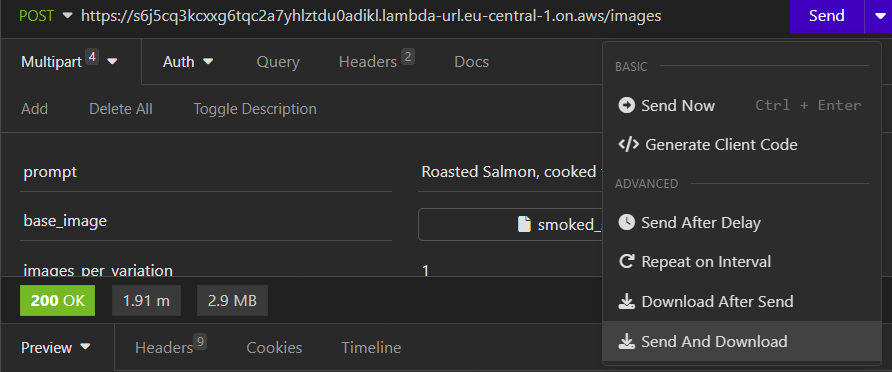 POST https://s6j5cq3kcxxg6tqc2a7yhlztdu0adikl.lambda-url.eu-central-1.on.aws/images Send
Multipart 4 Auth Query Headers 2 Docs
BASIC
Add Delete All Toggle Description
Send Now Ctrl + Enter
Generate Client Code
prompt Roasted Salmon, cooked
ADVANCED
base_image smoked_
Send After Delay
images_per_variation 1
Repeat on Interval
200 OK 1.91 m 2.9 MB
Download After Send
Send And Download
Preview Headers 9 Cookies Timeline